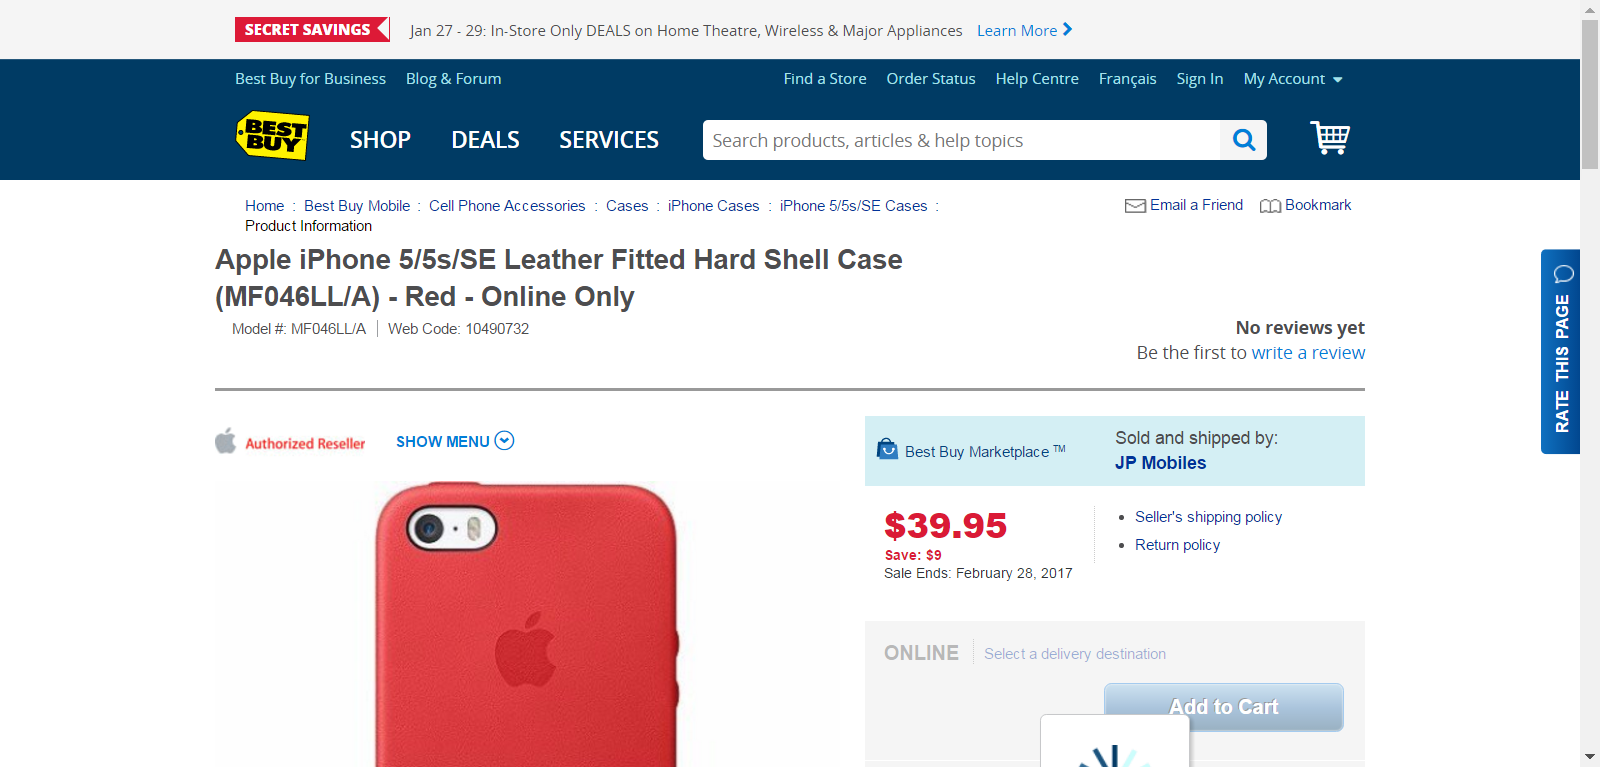 SECRET SAVINGS Jan 27 - 29: In-Store Only DEALS on Home Theatre, Wireless & Major Appliances Learn More
Best Buy for Business Blog & Forum Find a Store Order Status Help Centre Français Sign In My Account
BEST BUY
SHOP DEALS SERVICES Search products, articles & help topics
Home : Best Buy Mobile : Cell Phone Accessories : Cases : iPhone Cases : iPhone 5/5s/SE Cases :
Product Information
Email a Friend Bookmark
Apple iPhone 5/5s/SE Leather Fitted Hard Shell Case
(MF046LL/A) - Red - Online Only
Model #: MF046LL/A Web Code: 10490732
No reviews yet
Be the first to write a review
RATE THIS PAGE
Authorized Reseller SHOW MENU
Best Buy Marketplace ™
Sold and shipped by:
JP Mobiles
$39.95
Save: $9
Sale Ends: February 28, 2017
Seller's shipping policy
Return policy
ONLINE Select a delivery destination
Add to Cart